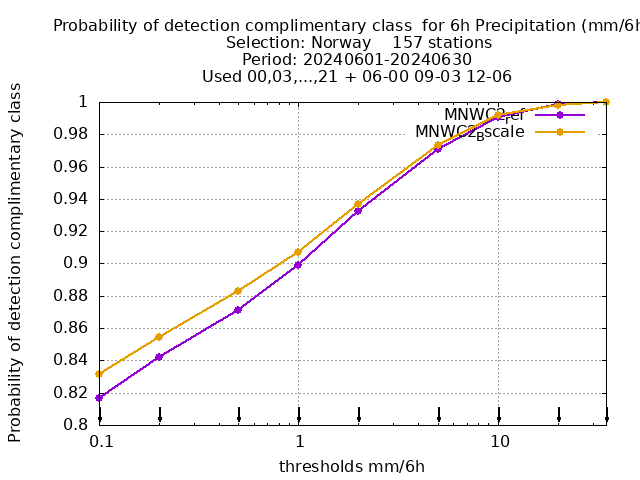 Probability of detection complimentary class  for 6h Precipitation (mm/6h
Selection: Norway    157 stations
Period: 20240601-20240630
Used 00,03,...,21 + 06-00 09-03 12-06
Probability of detection complimentary class
1
0.98
0.96
0.94
0.92
0.9
0.88
0.86
0.84
0.82
0.8
MNWC2_ref
MNWC2_Bscale
0.1
1
10
thresholds mm/6h